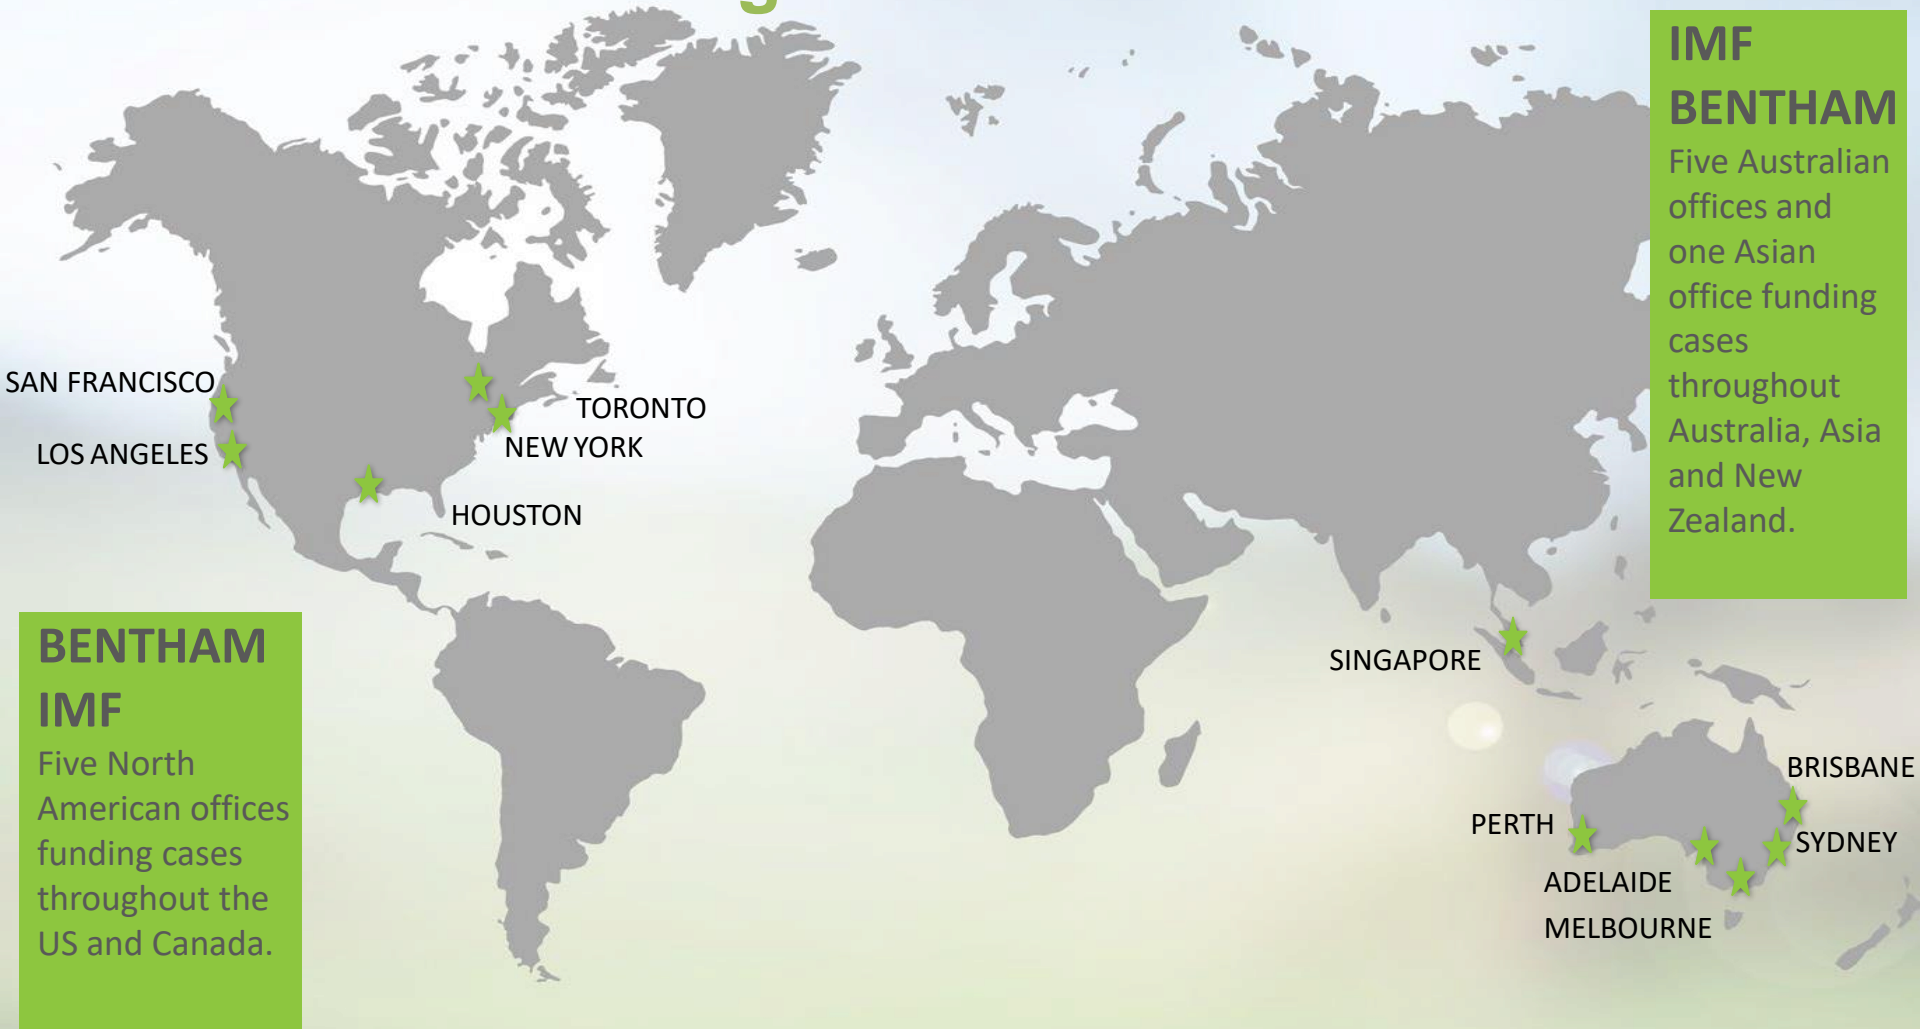 IMF
BENTHAM
Five Australian
offices and
one Asian
office funding
cases
throughout
Australia, Asia
and New
Zealand.
SAN FRANCISCO
LOS ANGELES
TORONTO
NEW YORK
HOUSTON
BENTHAM
IMF
Five North
American offices
funding cases
throughout the
US and Canada.
SINGAPORE
BRISBANE
PERTH
SYDNEY
ADELAIDE
MELBOURNE